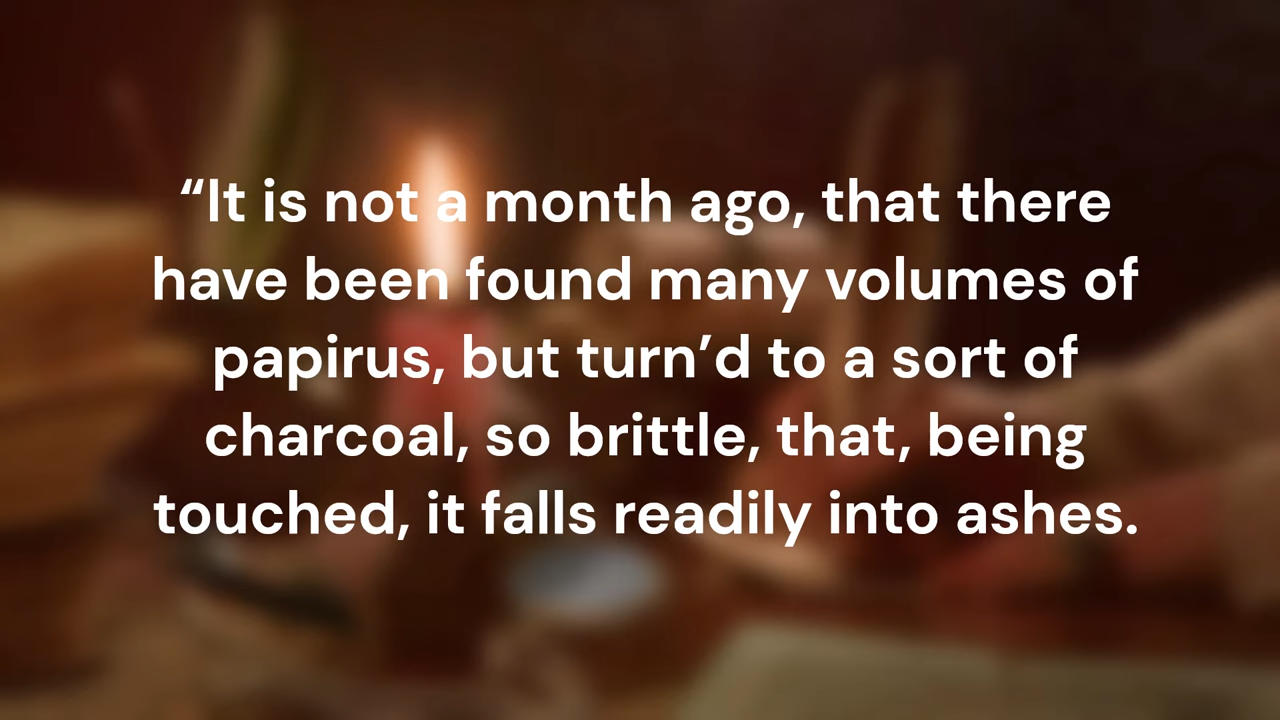 “It is not a month ago, that there
have been found many volumes of
papirus, but turn’d to a sort of
charcoal, so brittle, that, being
touched, it falls readily into ashes.